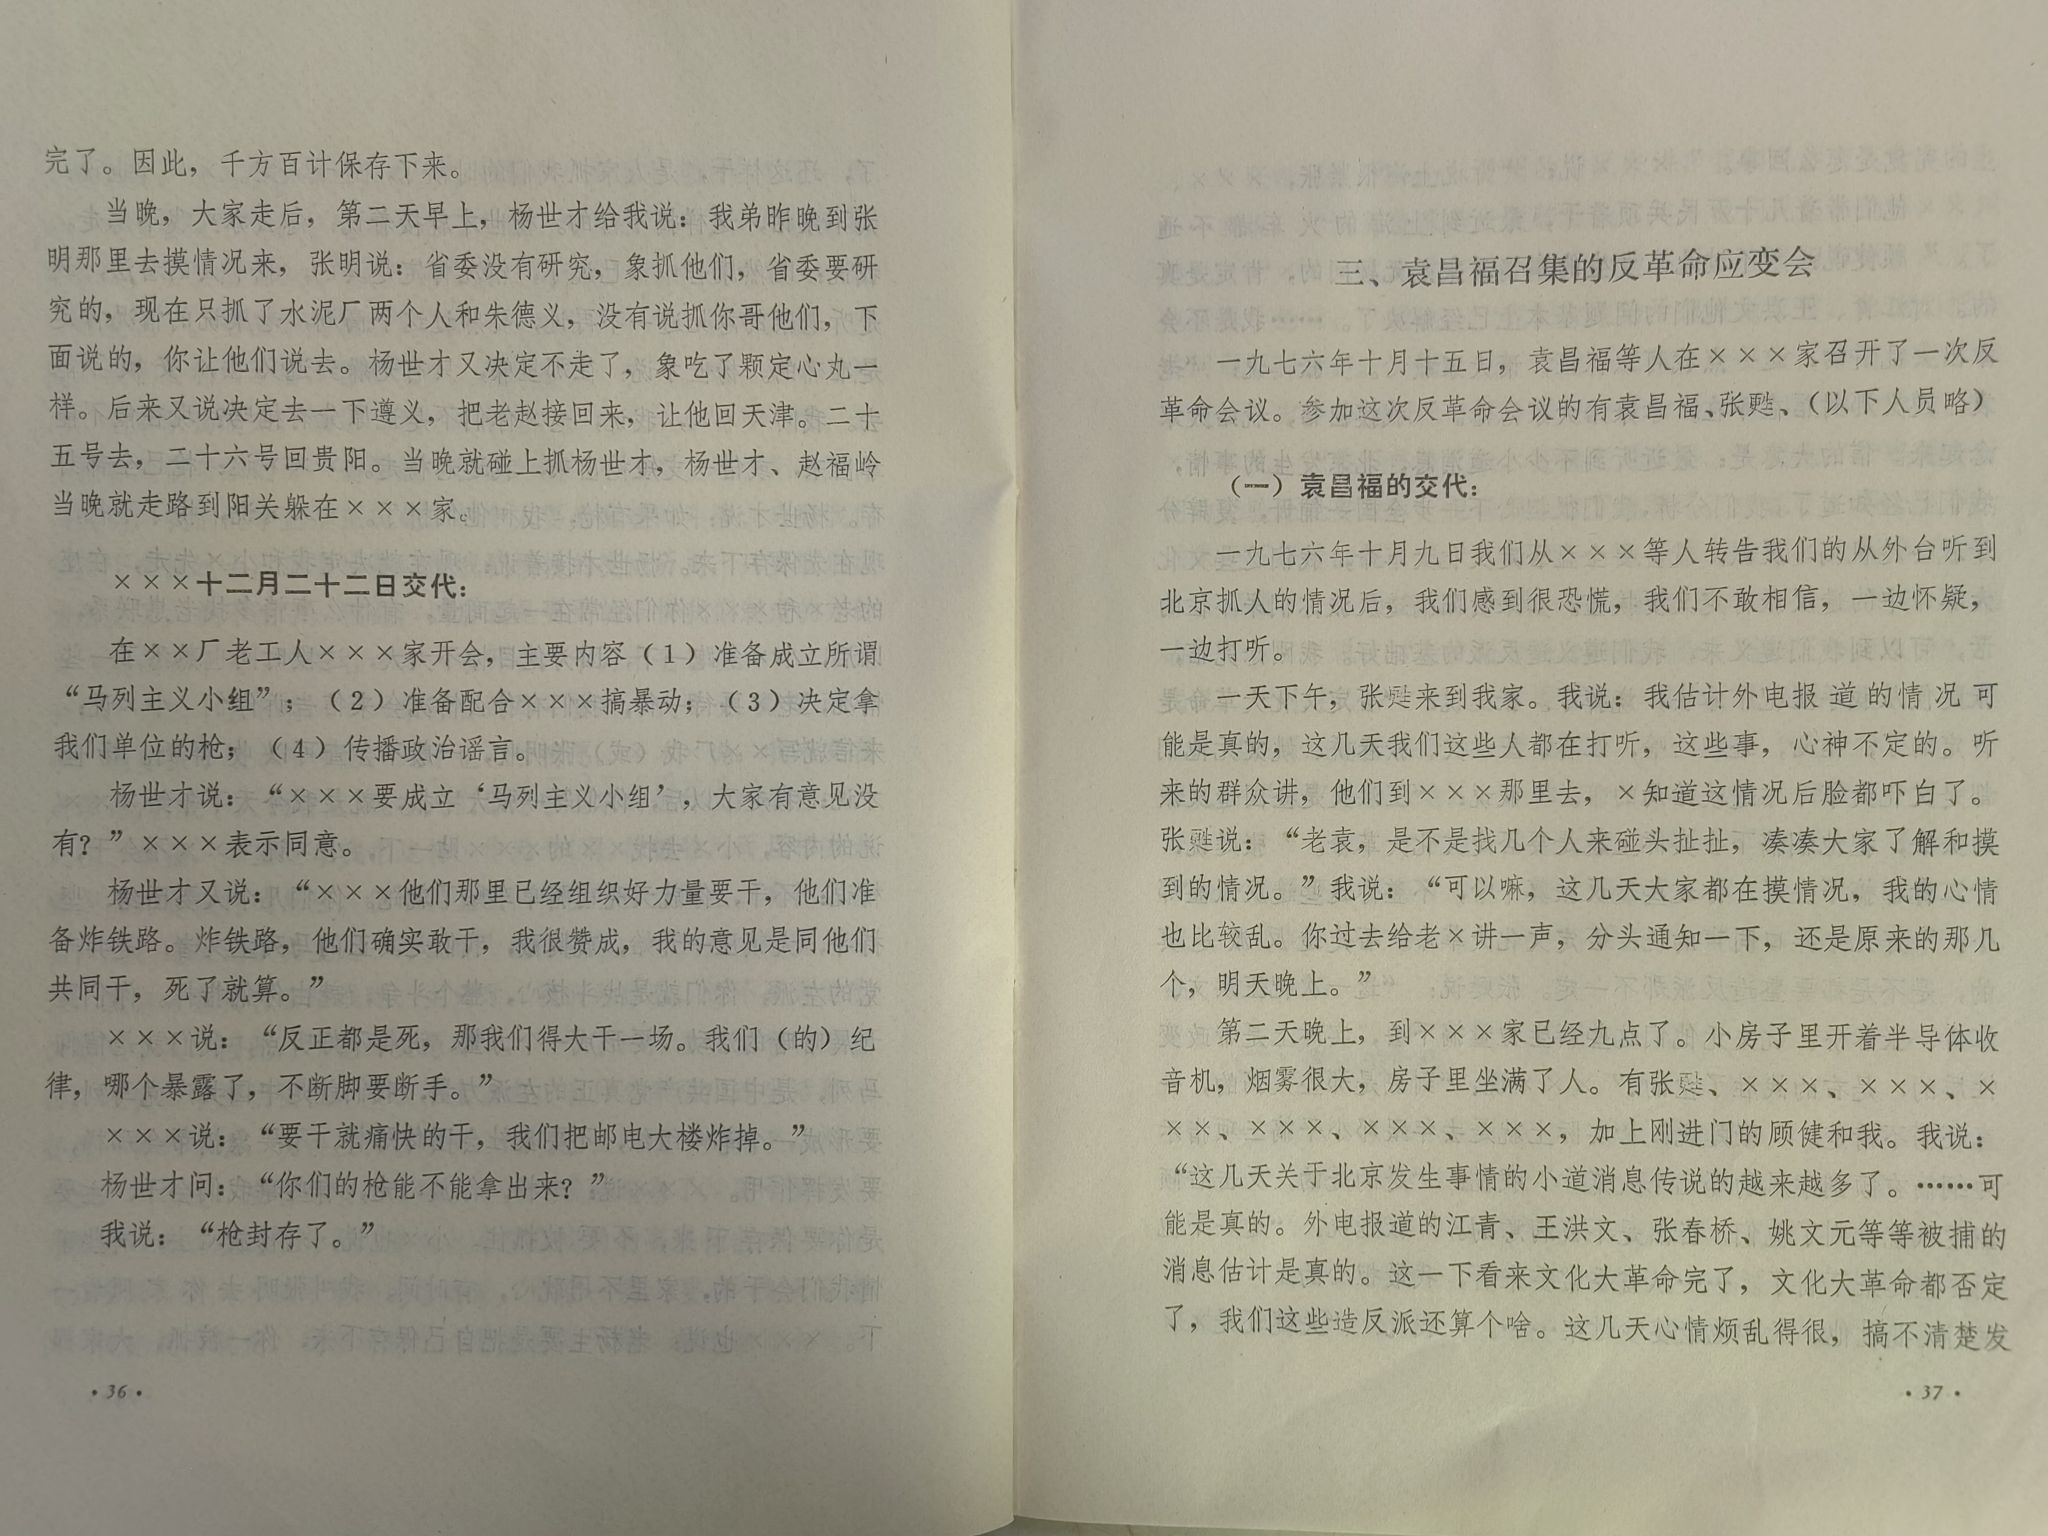 完了。因此，千方百计保存下来。
当晚，大家走后，第二天早上，杨世才给我说：我弟昨晚到张
明那里去摸情况来，张明说：省委没有研究，象抓他们，省委要研
究的，现在只抓了水泥厂两个人和朱德义，没有说抓你哥他们，下
面说的，你让他们说去。杨世才又决定不走了，象吃了颗定心丸一
样。后来又说决定去一下遵义，把老赵接回来，让他回天津。二十
五号去，二十六号回贵阳。当晚就碰上抓杨世才，杨世才、赵福岭
当晚就走路到阳关躲在×××家。
×××十二月二十二日交代：
在××厂老工人×××家开会，主要内容（1）准备成立所谓
“马列主义小组”；（2）准备配合×××搞暴动；（3）决定拿
我们单位的枪；（4）传播政治谣言。
杨世才说：“×××要成立‘马列主义小组’，大家有意见没
有？”×××表示同意。
杨世才又说：“×××他们那里已经组织好力量要干，他们准
备炸铁路。炸铁路，他们确实敢干，我很赞成，我的意见是同他们
共同干，死了就算。”
×××说：“反正都是死，那我们得大干一场。我们（的）纪
律，哪个暴露了，不断脚要断手。”
×××说：“要干就痛快的干，我们把邮电大楼炸掉。”
杨世才问：“你们的枪能不能拿出来？”
我说：“枪封存了。”
·36·
三、袁昌福召集的反革命应变会
一九七六年十月十五日，袁昌福等人在×××家召开了一次反
革命会议。参加这次反革命会议的有袁昌福、张甦、（以下人员略）
（一）袁昌福的交代：
一九七六年十月九日我们从×××等人转告我们的从外台听到
北京抓人的情况后，我们感到很恐慌，我们不敢相信，一边怀疑，
一边打听。
一天下午，张甦来到我家。我说：我估计外电报道的情况可
能是真的，这几天我们这些人都在打听，这些事，心神不定的。听
来的群众讲，他们到×××那里去，×知道这情况后脸都吓白了。
张甦说：“老袁，是不是找几个人来碰头扯扯，凑凑大家了解和摸
到的情况。”我说：“可以嘛，这几天大家都在摸情况，我的心情
也比较乱。你过去给老×讲一声，分头通知一下，还是原来的那几
个，明天晚上。”
第二天晚上，到×××家已经九点了。小房子里开着半导体收
音机，烟雾很大，房子里坐满了人。有张甦、×××、×××、×
××、×××、×××、×××，加上刚进门的顾健和我。我说：
“这几天关于北京发生事情的小道消息传说的越来越多了。……可
能是真的。外电报道的江青、王洪文、张春桥、姚文元等等被捕的
消息估计是真的。这一下看来文化大革命完了，文化大革命都否定
了，我们这些造反派还算个啥。这几天心情烦乱得很，搞不清楚发
·37·